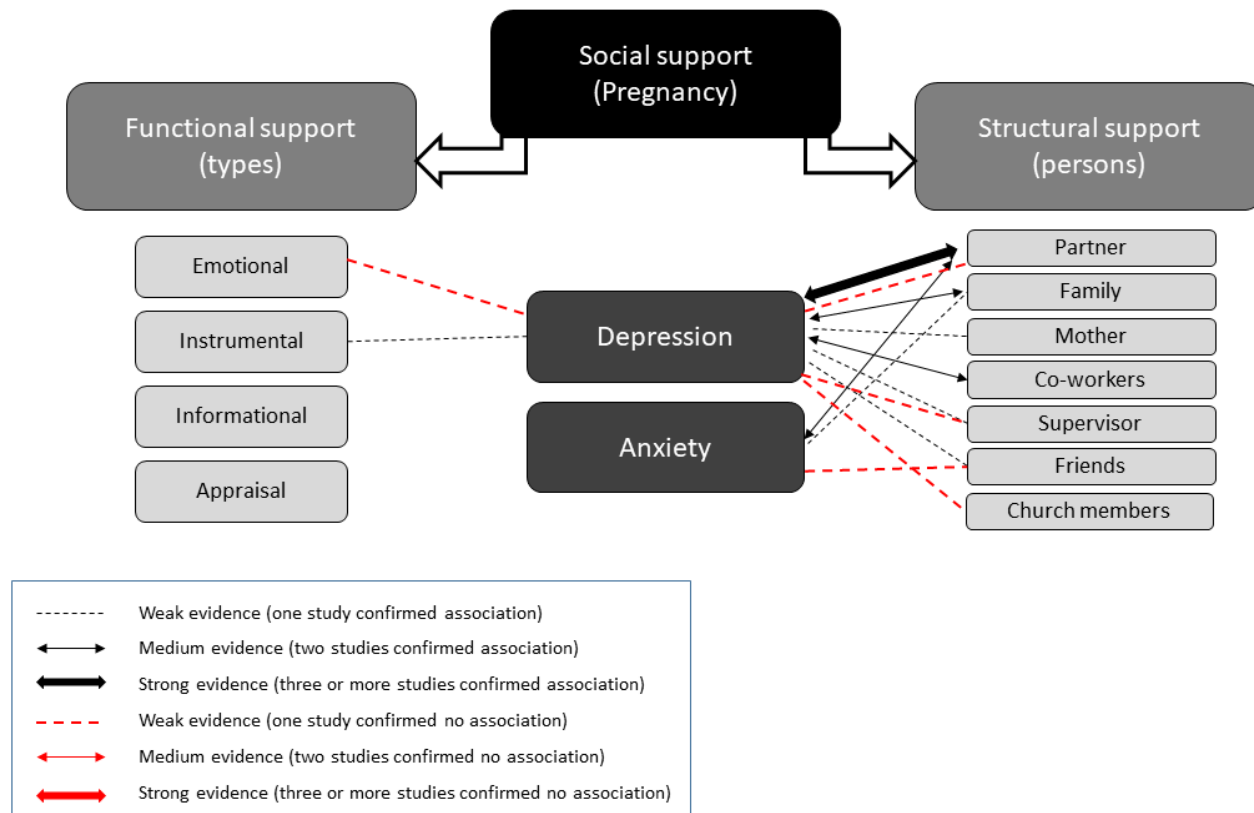 Social support
(Pregnancy)
Functional support
(types)
Structural support
(persons)
Emotional
Instrumental
Informational
Appraisal
Depression
Anxiety
Partner
Family
Mother
Co-workers
Supervisor
Friends
Church members
Weak evidence (one study confirmed association)
Medium evidence (two studies confirmed association)
Strong evidence (three or more studies confirmed association)
Weak evidence (one study confirmed no association)
Medium evidence (two studies confirmed no association)
Strong evidence (three or more studies confirmed no association)